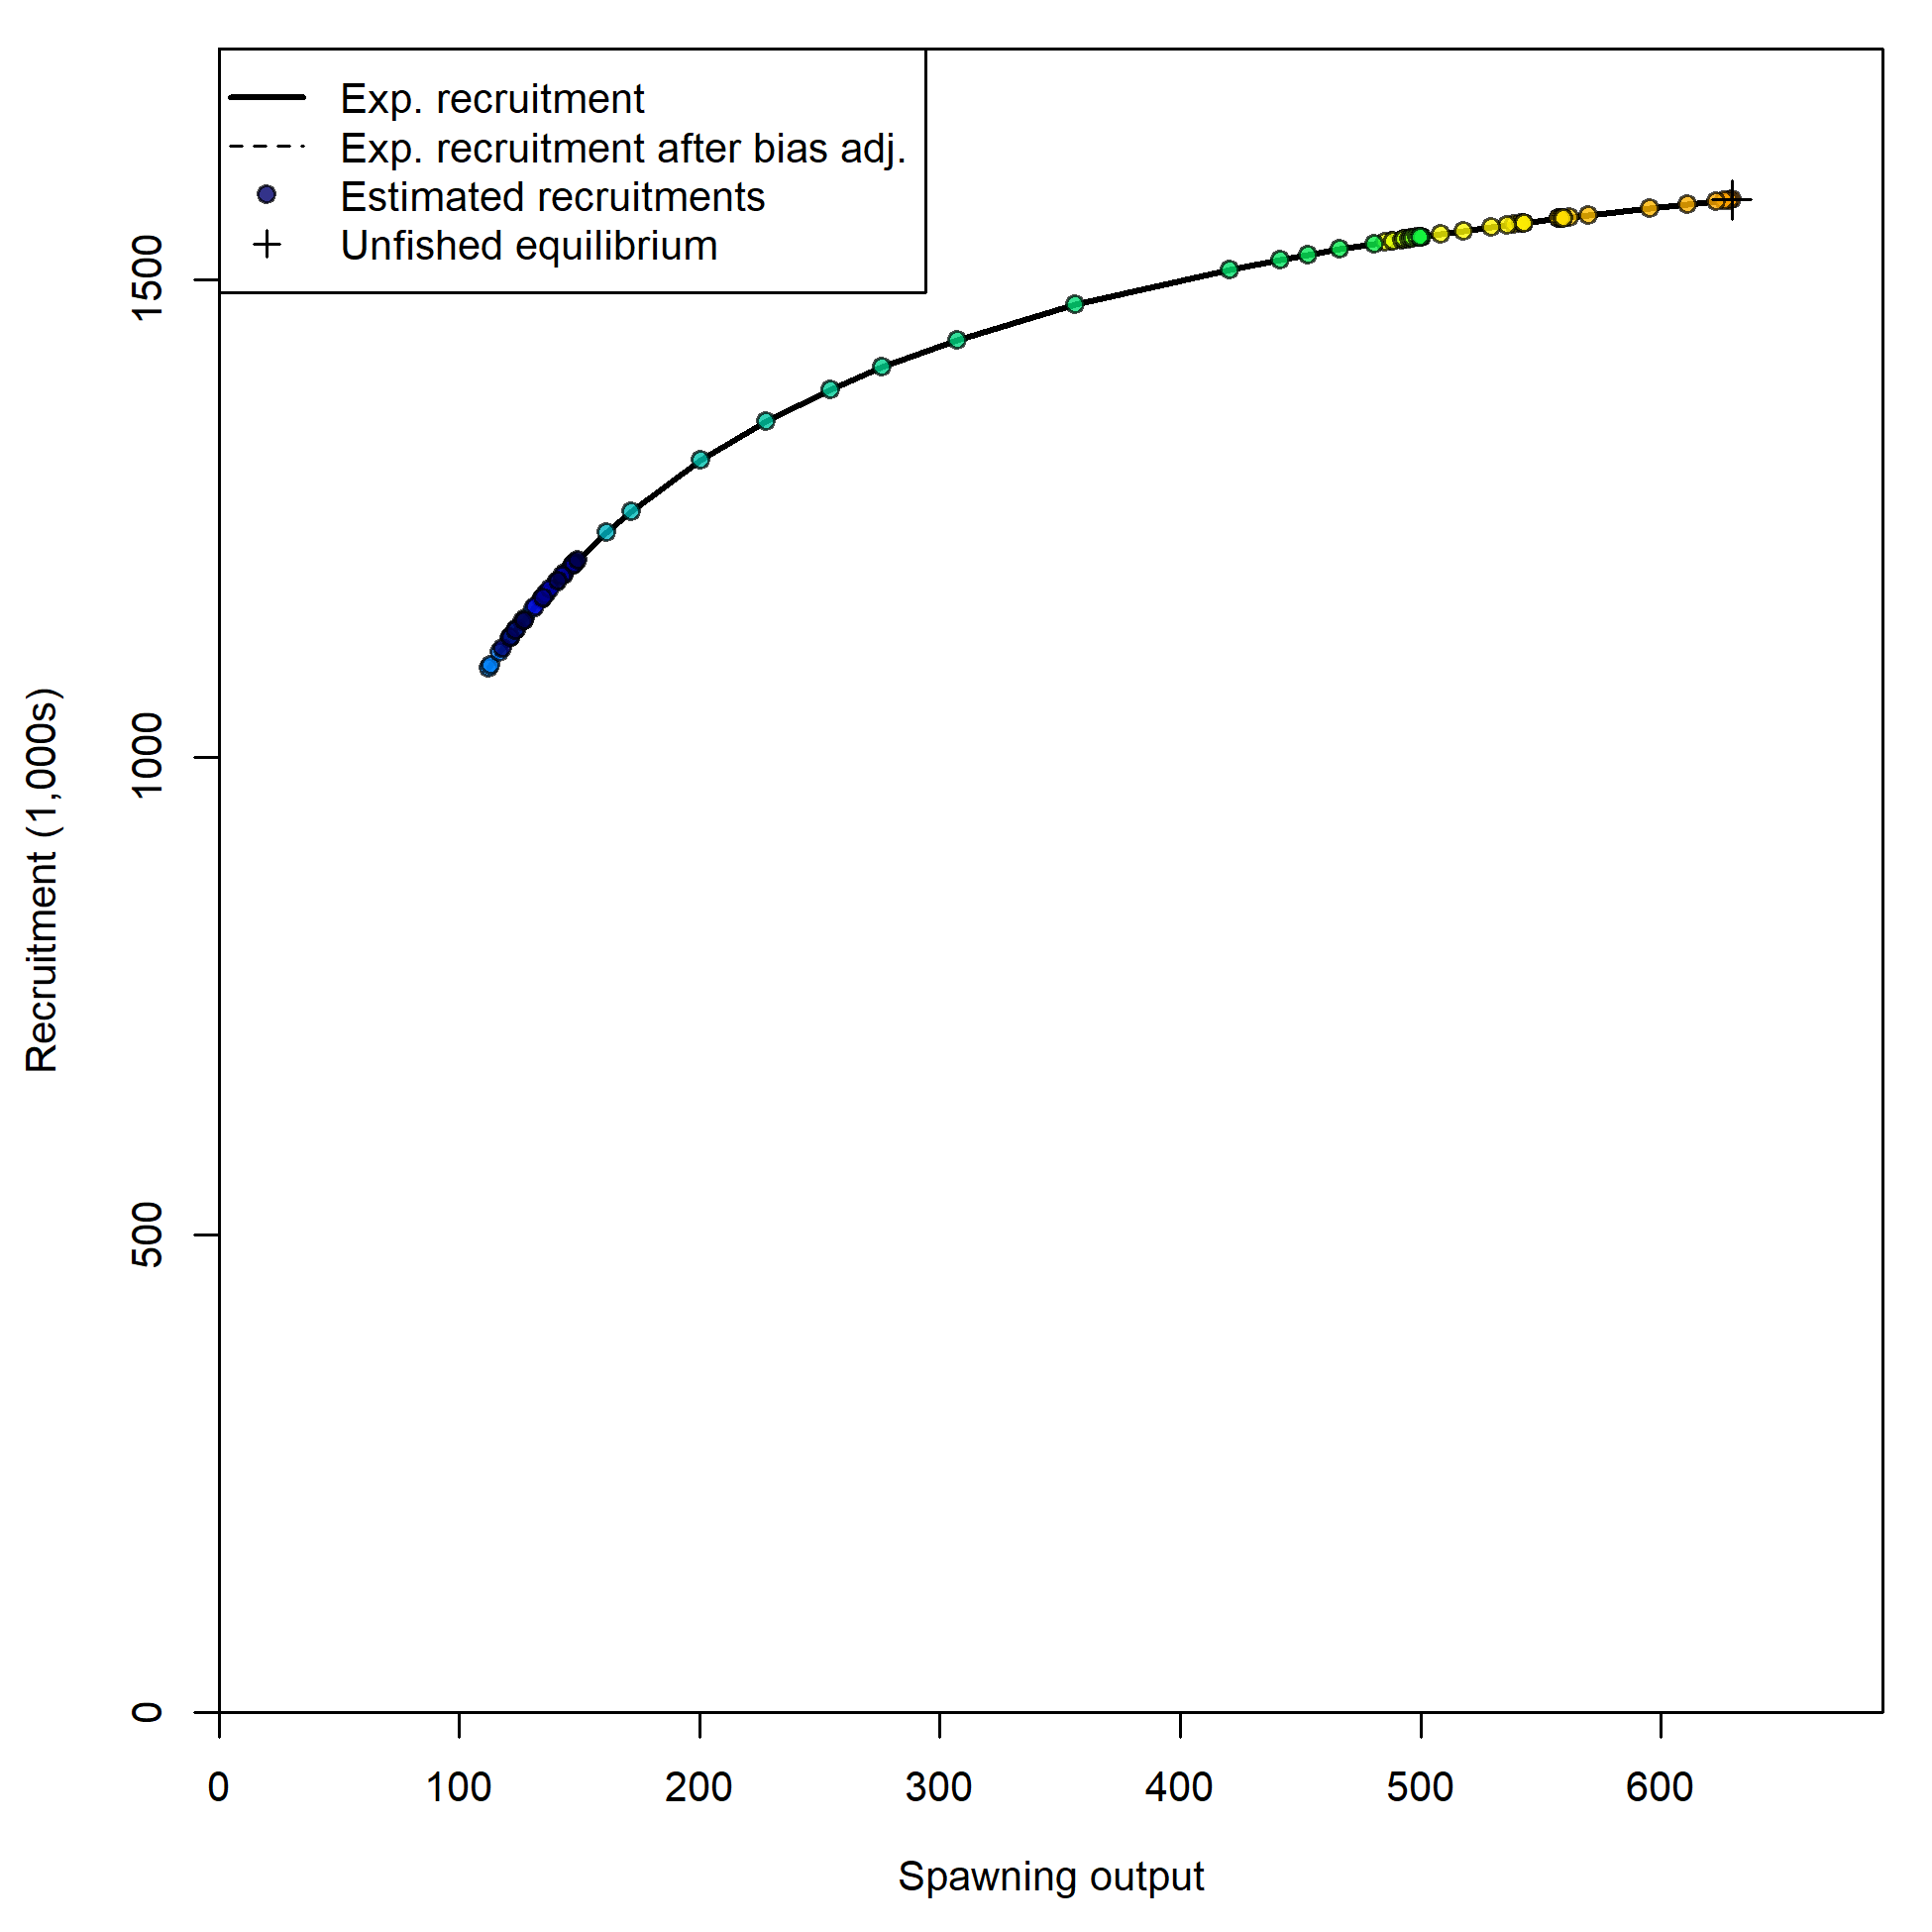 Exp. recruitment
Exp. recruitment after bias adj.
Estimated recruitments
Unfished equilibrium
1500
1000
500
0
Recruitment (1,000s)
0 100 200 300 400 500 600
Spawning output